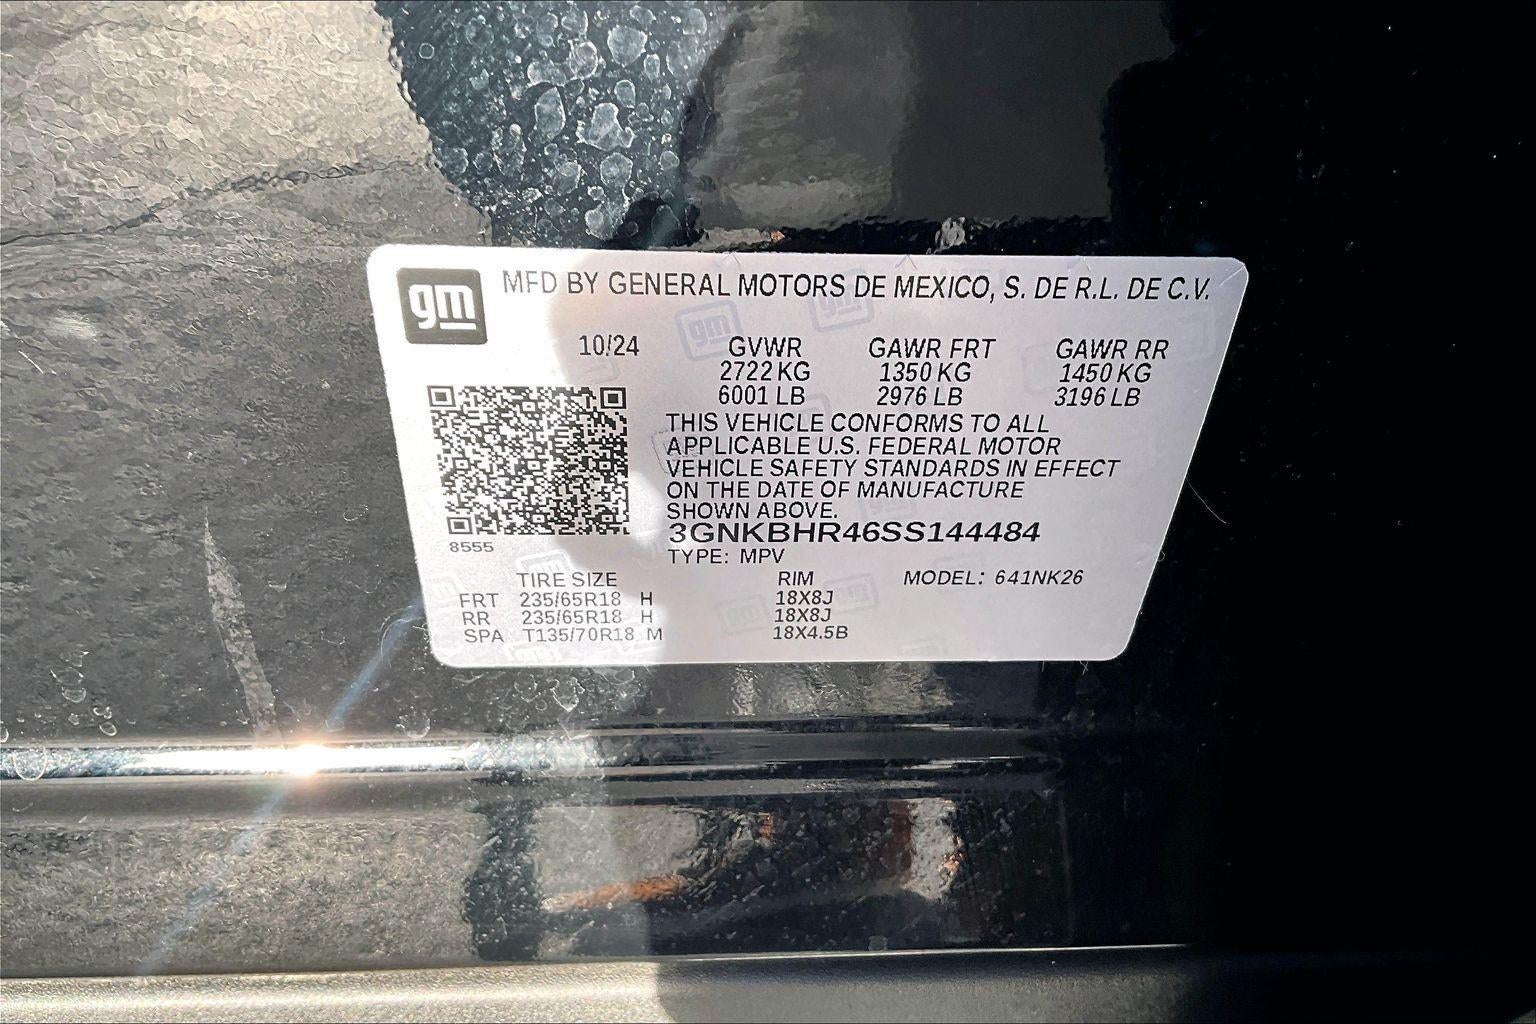 gm MFD BY GENERAL MOTORS DE MEXICO, S. DE R.L. DE C.V.
10/24 GVWR GAWR FRT GAWR RR
2722 KG 1350 KG 1450 KG
6001 LB 2976 LB 3196 LB
THIS VEHICLE CONFORMS TO ALL
APPLICABLE U.S. FEDERAL MOTOR
VEHICLE SAFETY STANDARDS IN EFFECT
ON THE DATE OF MANUFACTURE
SHOWN ABOVE.
3GNKBHR46SS144484
8555
TYPE: MPV
TIRE SIZE RIM MODEL: 641NK26
FRT 235/65R18 H 18X8J
RR 235/65R18 H 18X8J
SPA T135/70R18 M 18X4.5B